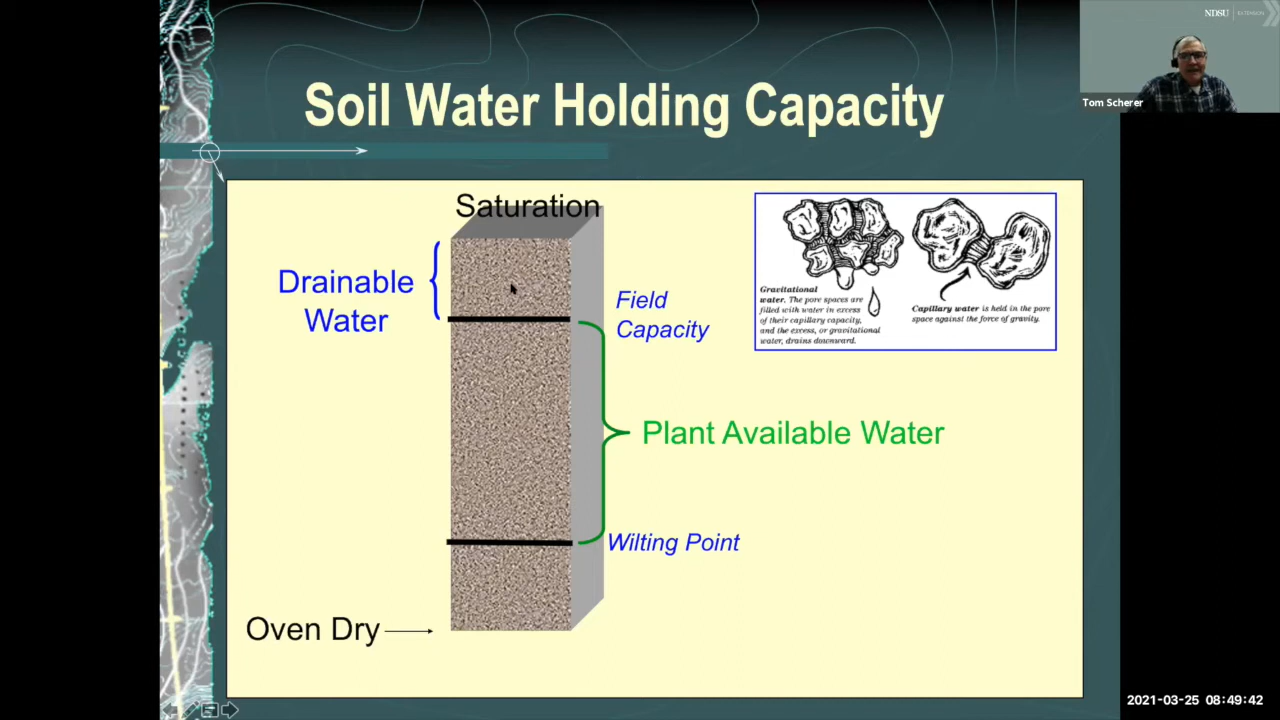 NDSU EXTENSION
Tom Scherer
Soil Water Holding Capacity
Saturation
Drainable
Water
Field
Capacity
Plant Available Water
Wilting Point
Oven Dry
Gravitational
water. The pore spaces are
filled with water in excess
of their capillary capacity,
and the excess, or gravitational
water, drains downward.
Capillary water is held in the pore
space against the force of gravity.
2021-03-25 08:49:42